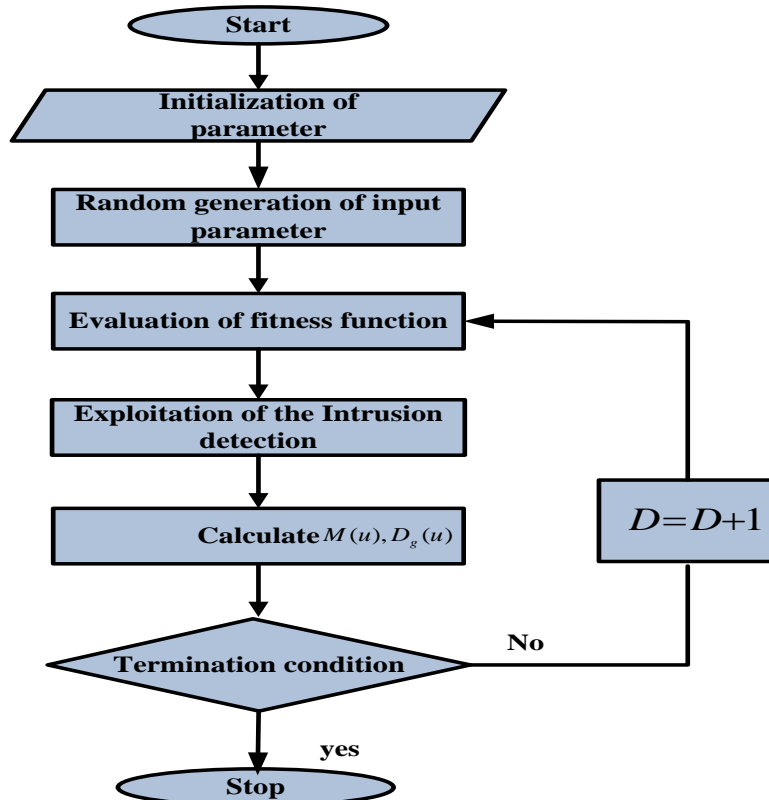 Start
Initialization of
parameter
Random generation of input
parameter
Evaluation of fitness function
Exploitation of the Intrusion
detection
Calculate M(u), D_g(u)
D=D+1
Termination condition
No
yes
Stop